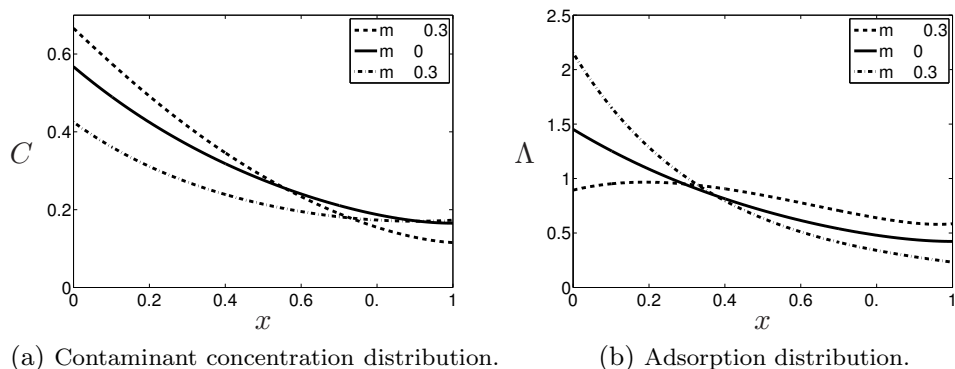 0.6
0.4
0.2
0
C
m 0.3
m 0
m 0.3
0 0.2 0.4 0.6 0. 1
x
2.5
2
1.5
1
0.5
0
Λ
m 0.3
m 0
m 0.3
0 0.2 0.4 0.6 0. 1
x
(a) Contaminant concentration distribution.
(b) Adsorption distribution.